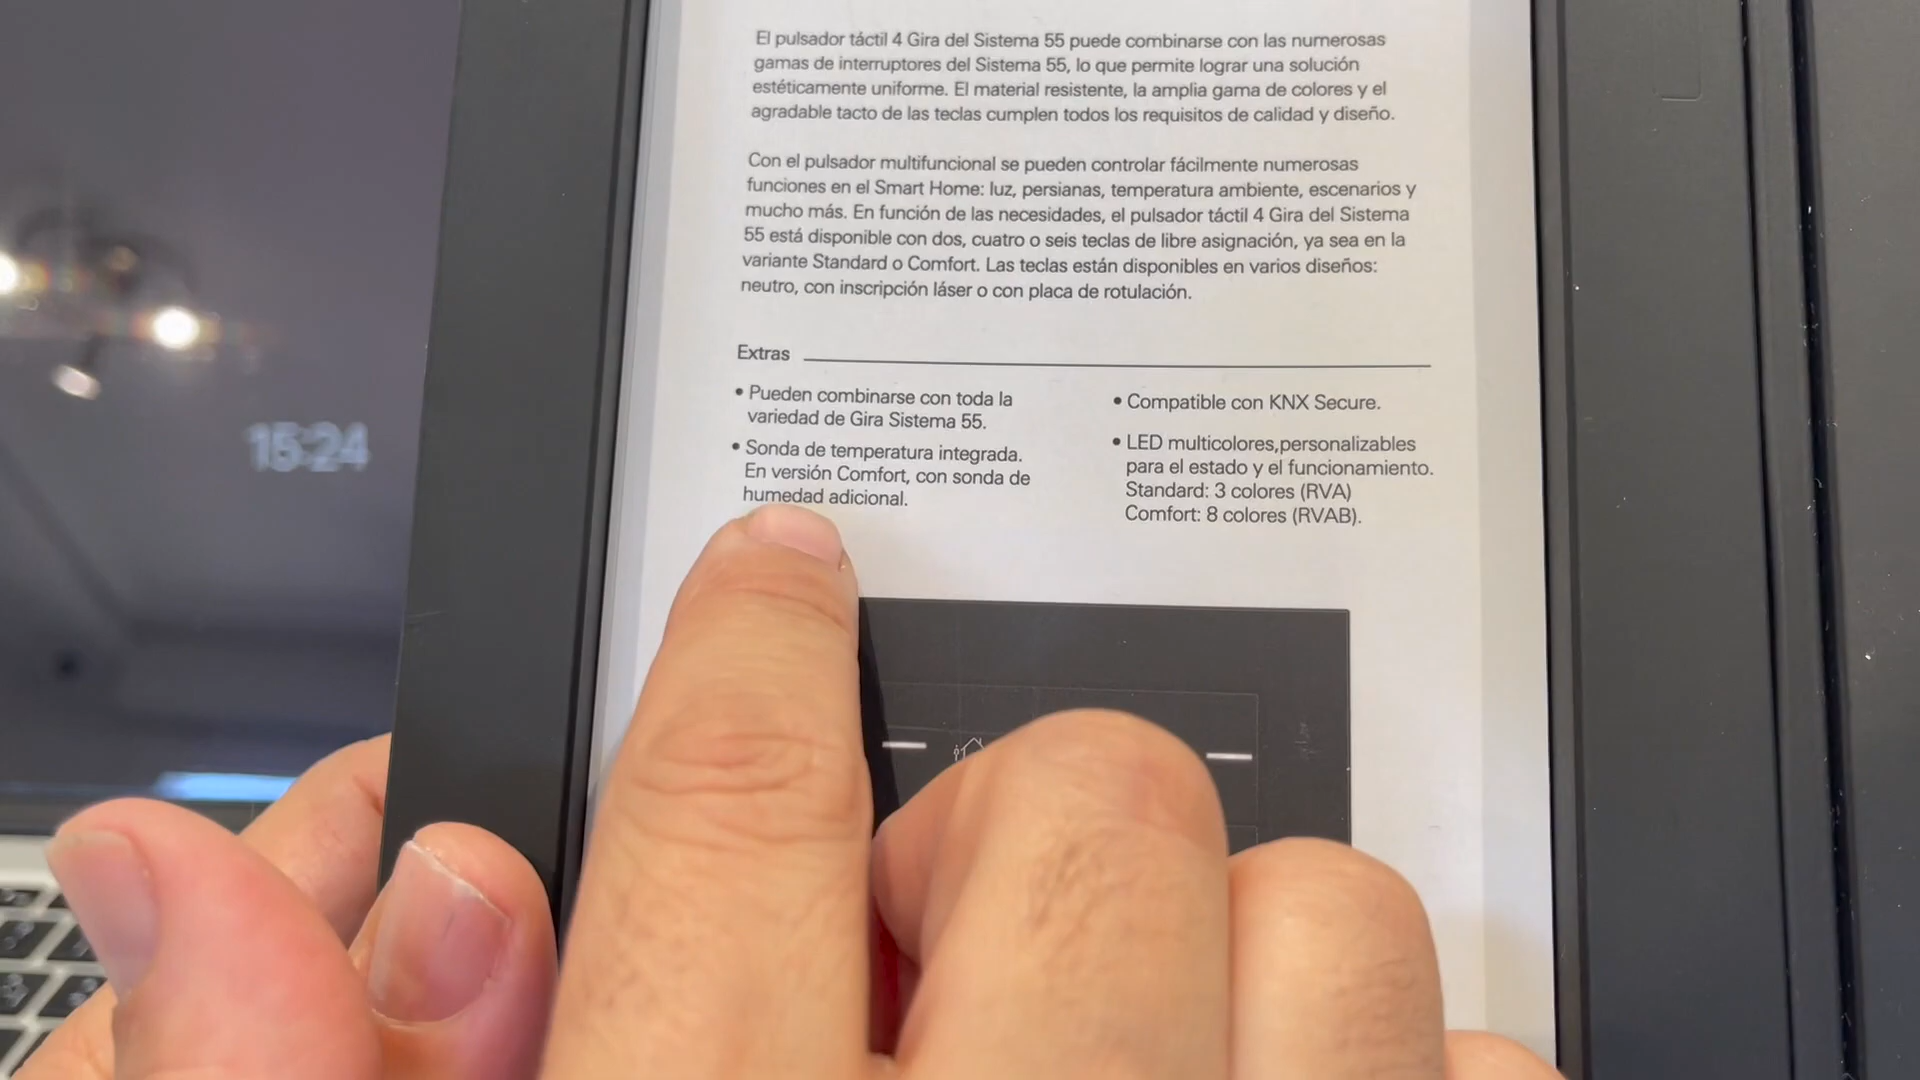 El pulsador táctil 4 Gira del Sistema 55 puede combinarse con las numerosas
gamas de interruptores del Sistema 55, lo que permite lograr una solución
estéticamente uniforme. El material resistente, la amplia gama de colores y el
agradable tacto de las teclas cumplen todos los requisitos de calidad y diseño.
Con el pulsador multifuncional se pueden controlar fácilmente numerosas
funciones en el Smart Home: luz, persianas, temperatura ambiente, escenarios y
mucho más. En función de las necesidades, el pulsador táctil 4 Gira del Sistema
55 está disponible con dos, cuatro o seis teclas de libre asignación, ya sea en la
variante Standard o Comfort. Las teclas están disponibles en varios diseños:
neutro, con inscripción láser o con placa de rotulación.
Extras
• Pueden combinarse con toda la
variedad de Gira Sistema 55.
• Sonda de temperatura integrada.
En versión Comfort, con sonda de
humedad adicional.
• Compatible con KNX Secure.
• LED multicolores,personalizables
para el estado y el funcionamiento.
Standard: 3 colores (RVA)
Comfort: 8 colores (RVAB).
15:24